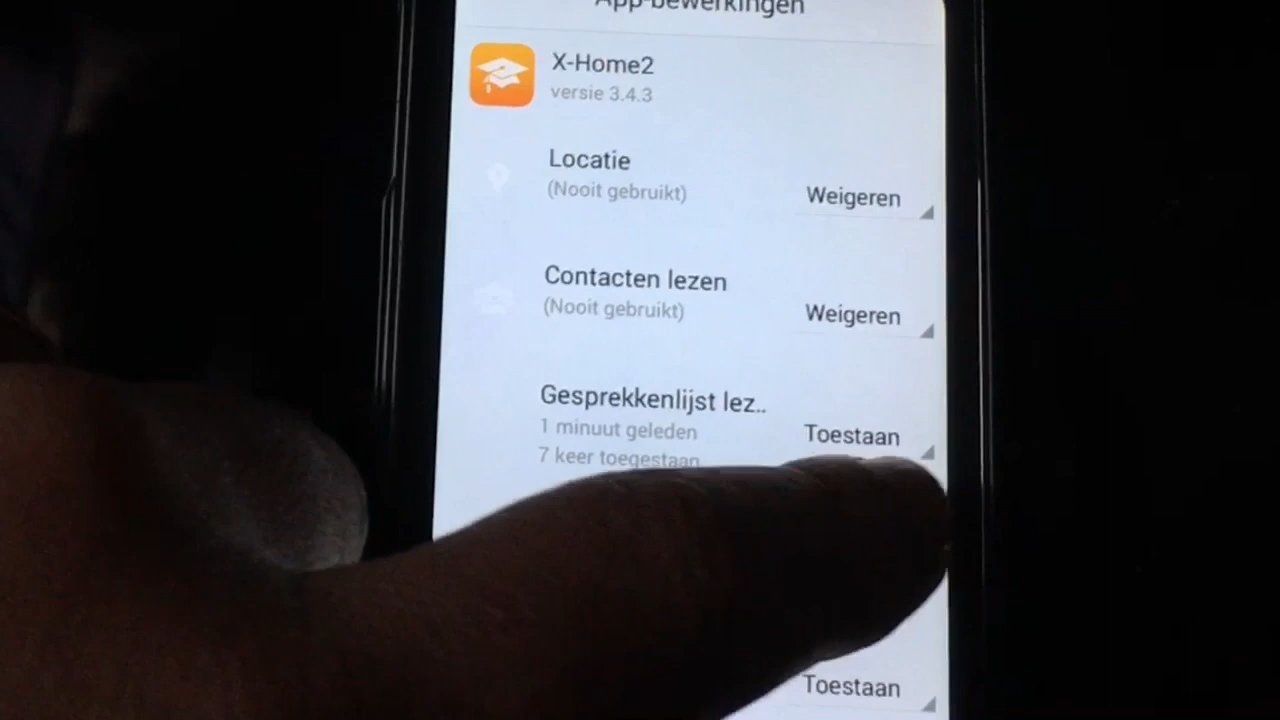 App-bewerkingen
X-Home2
versie 3.4.3
Locatie
(Nooit gebruikt)
Weigeren
Contacten lezen
(Nooit gebruikt)
Weigeren
Gesprekkenlijst lez..
1 minuut geleden
Toestaan
7 keer toegestaan
Toestaan